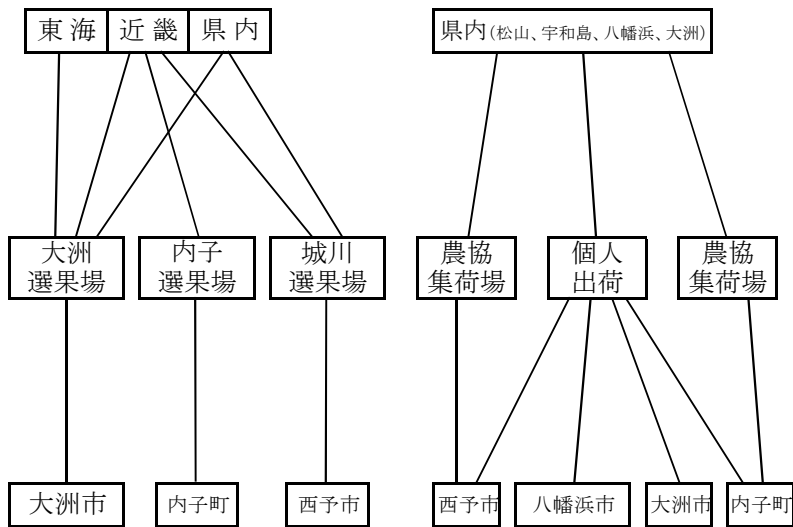 東海 近畿 県内
県内(松山、宇和島、八幡浜、大洲)
大洲
選果場
内子
選果場
城川
選果場
農協
集荷場
個人
出荷
農協
集荷場
大洲市
内子町
西予市
西予市
八幡浜市
大洲市
内子町